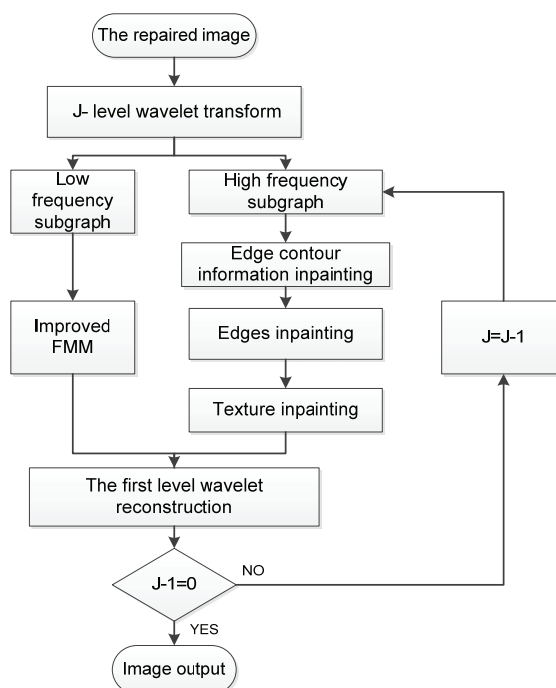 The repaired image
J- level wavelet transform
Low
frequency
subgraph
High frequency
subgraph
Edge contour
information inpainting
Improved
FMM
Edges inpainting
J=J-1
Texture inpainting
The first level wavelet
reconstruction
J-1=0
NO
YES
Image output